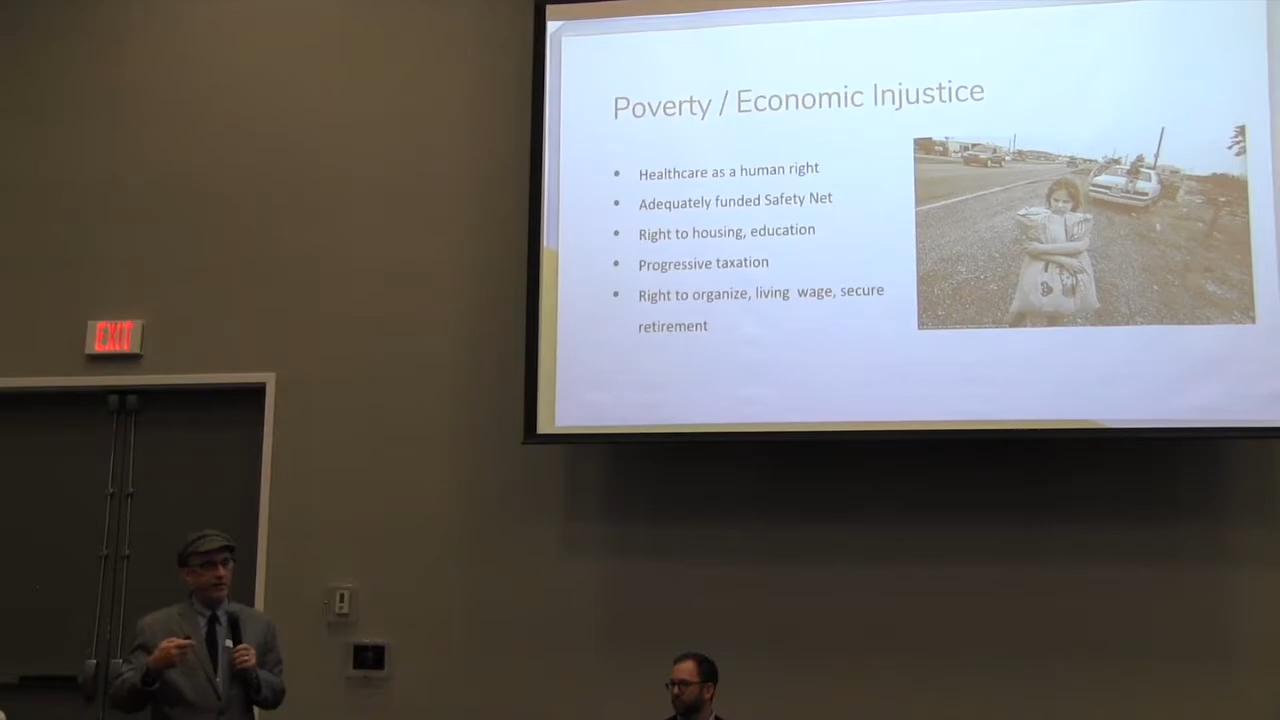 Poverty / Economic Injustice
• Healthcare as a human right
• Adequately funded Safety Net
• Right to housing, education
• Progressive taxation
• Right to organize, living wage, secure
retirement
EXIT